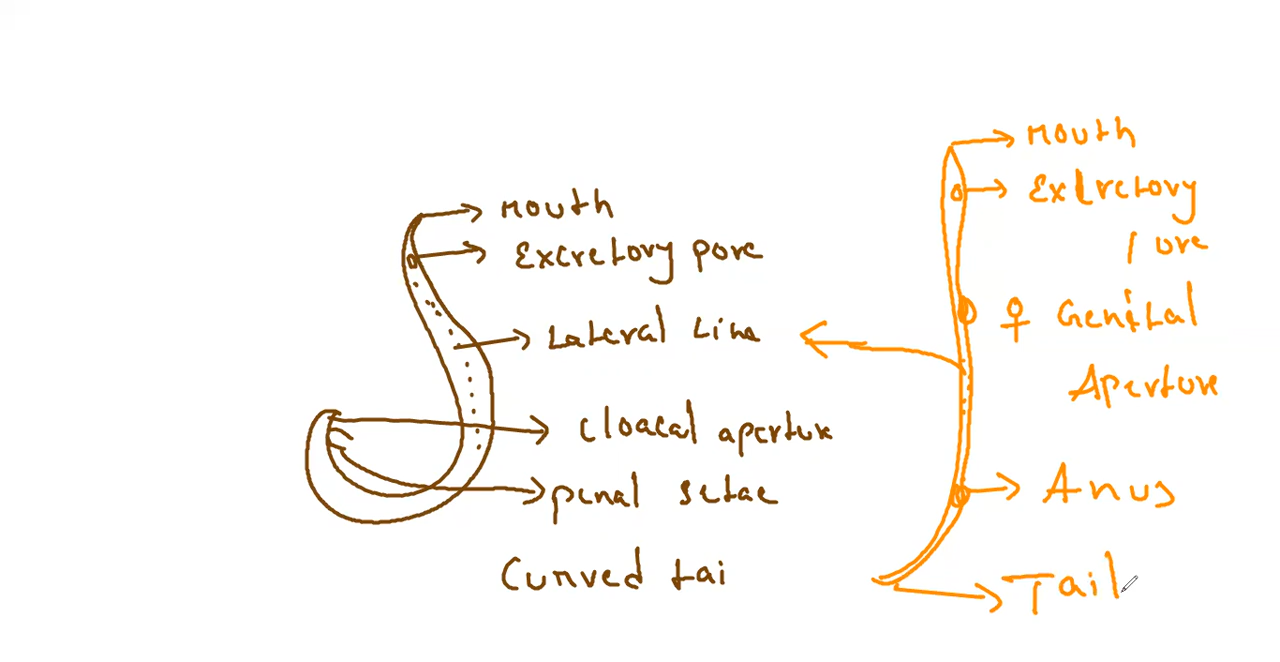 Mouth
Excretory pore
Lateral Line
Cloacal aperture
penal setae
Curved tai
Mouth
Excretory
Pore
♀ Genital
Aperture
Anus
Tail